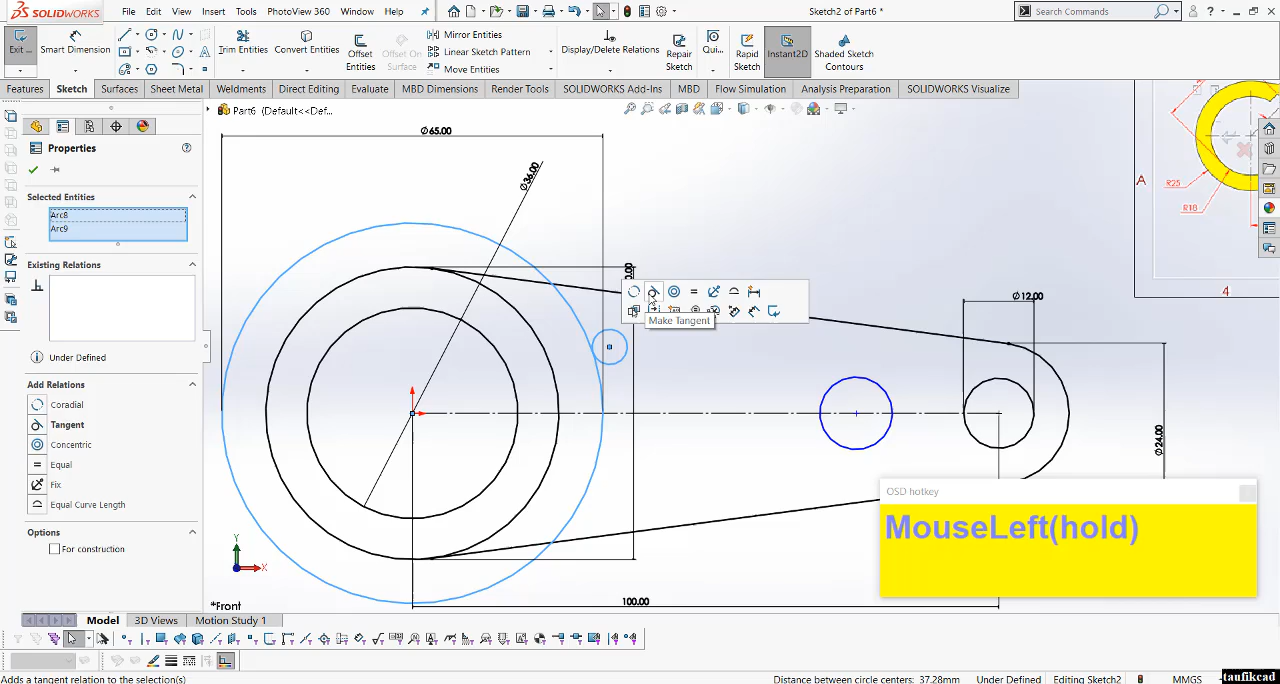 SOLIDWORKS
File Edit View Insert Tools PhotoView 360 Window Help
Sketch2 of Part6 *
Search Commands
Exit ...
Smart Dimension
Trim Entities
Convert Entities
Offset Entities
Offset On Surface
Mirror Entities
Linear Sketch Pattern
Move Entities
Display/Delete Relations
Repair Sketch
Qui...
Rapid Sketch
Instant2D
Shaded Sketch Contours
Features Sketch Surfaces Sheet Metal Weldments Direct Editing Evaluate MBD Dimensions Render Tools SOLIDWORKS Add-Ins MBD Flow Simulation Analysis Preparation SOLIDWORKS Visualize
Part6 (Default<<Def...
Properties
Selected Entities
Arc8
Arc9
Existing Relations
Under Defined
Add Relations
Coradial
Tangent
Concentric
Equal
Fix
Equal Curve Length
Options
For construction
Ø65.00
Ø36.00
Make Tangent
Ø12.00
Ø24.00
100.00
A
R25
R18
4
OSD hotkey
MouseLeft(hold)
Y
X
*Front
Model 3D Views Motion Study 1
Adds a tangent relation to the selection(s)
Distance between circle centers: 37.28mm Under Defined Editing Sketch2 MMGS
taufikcad